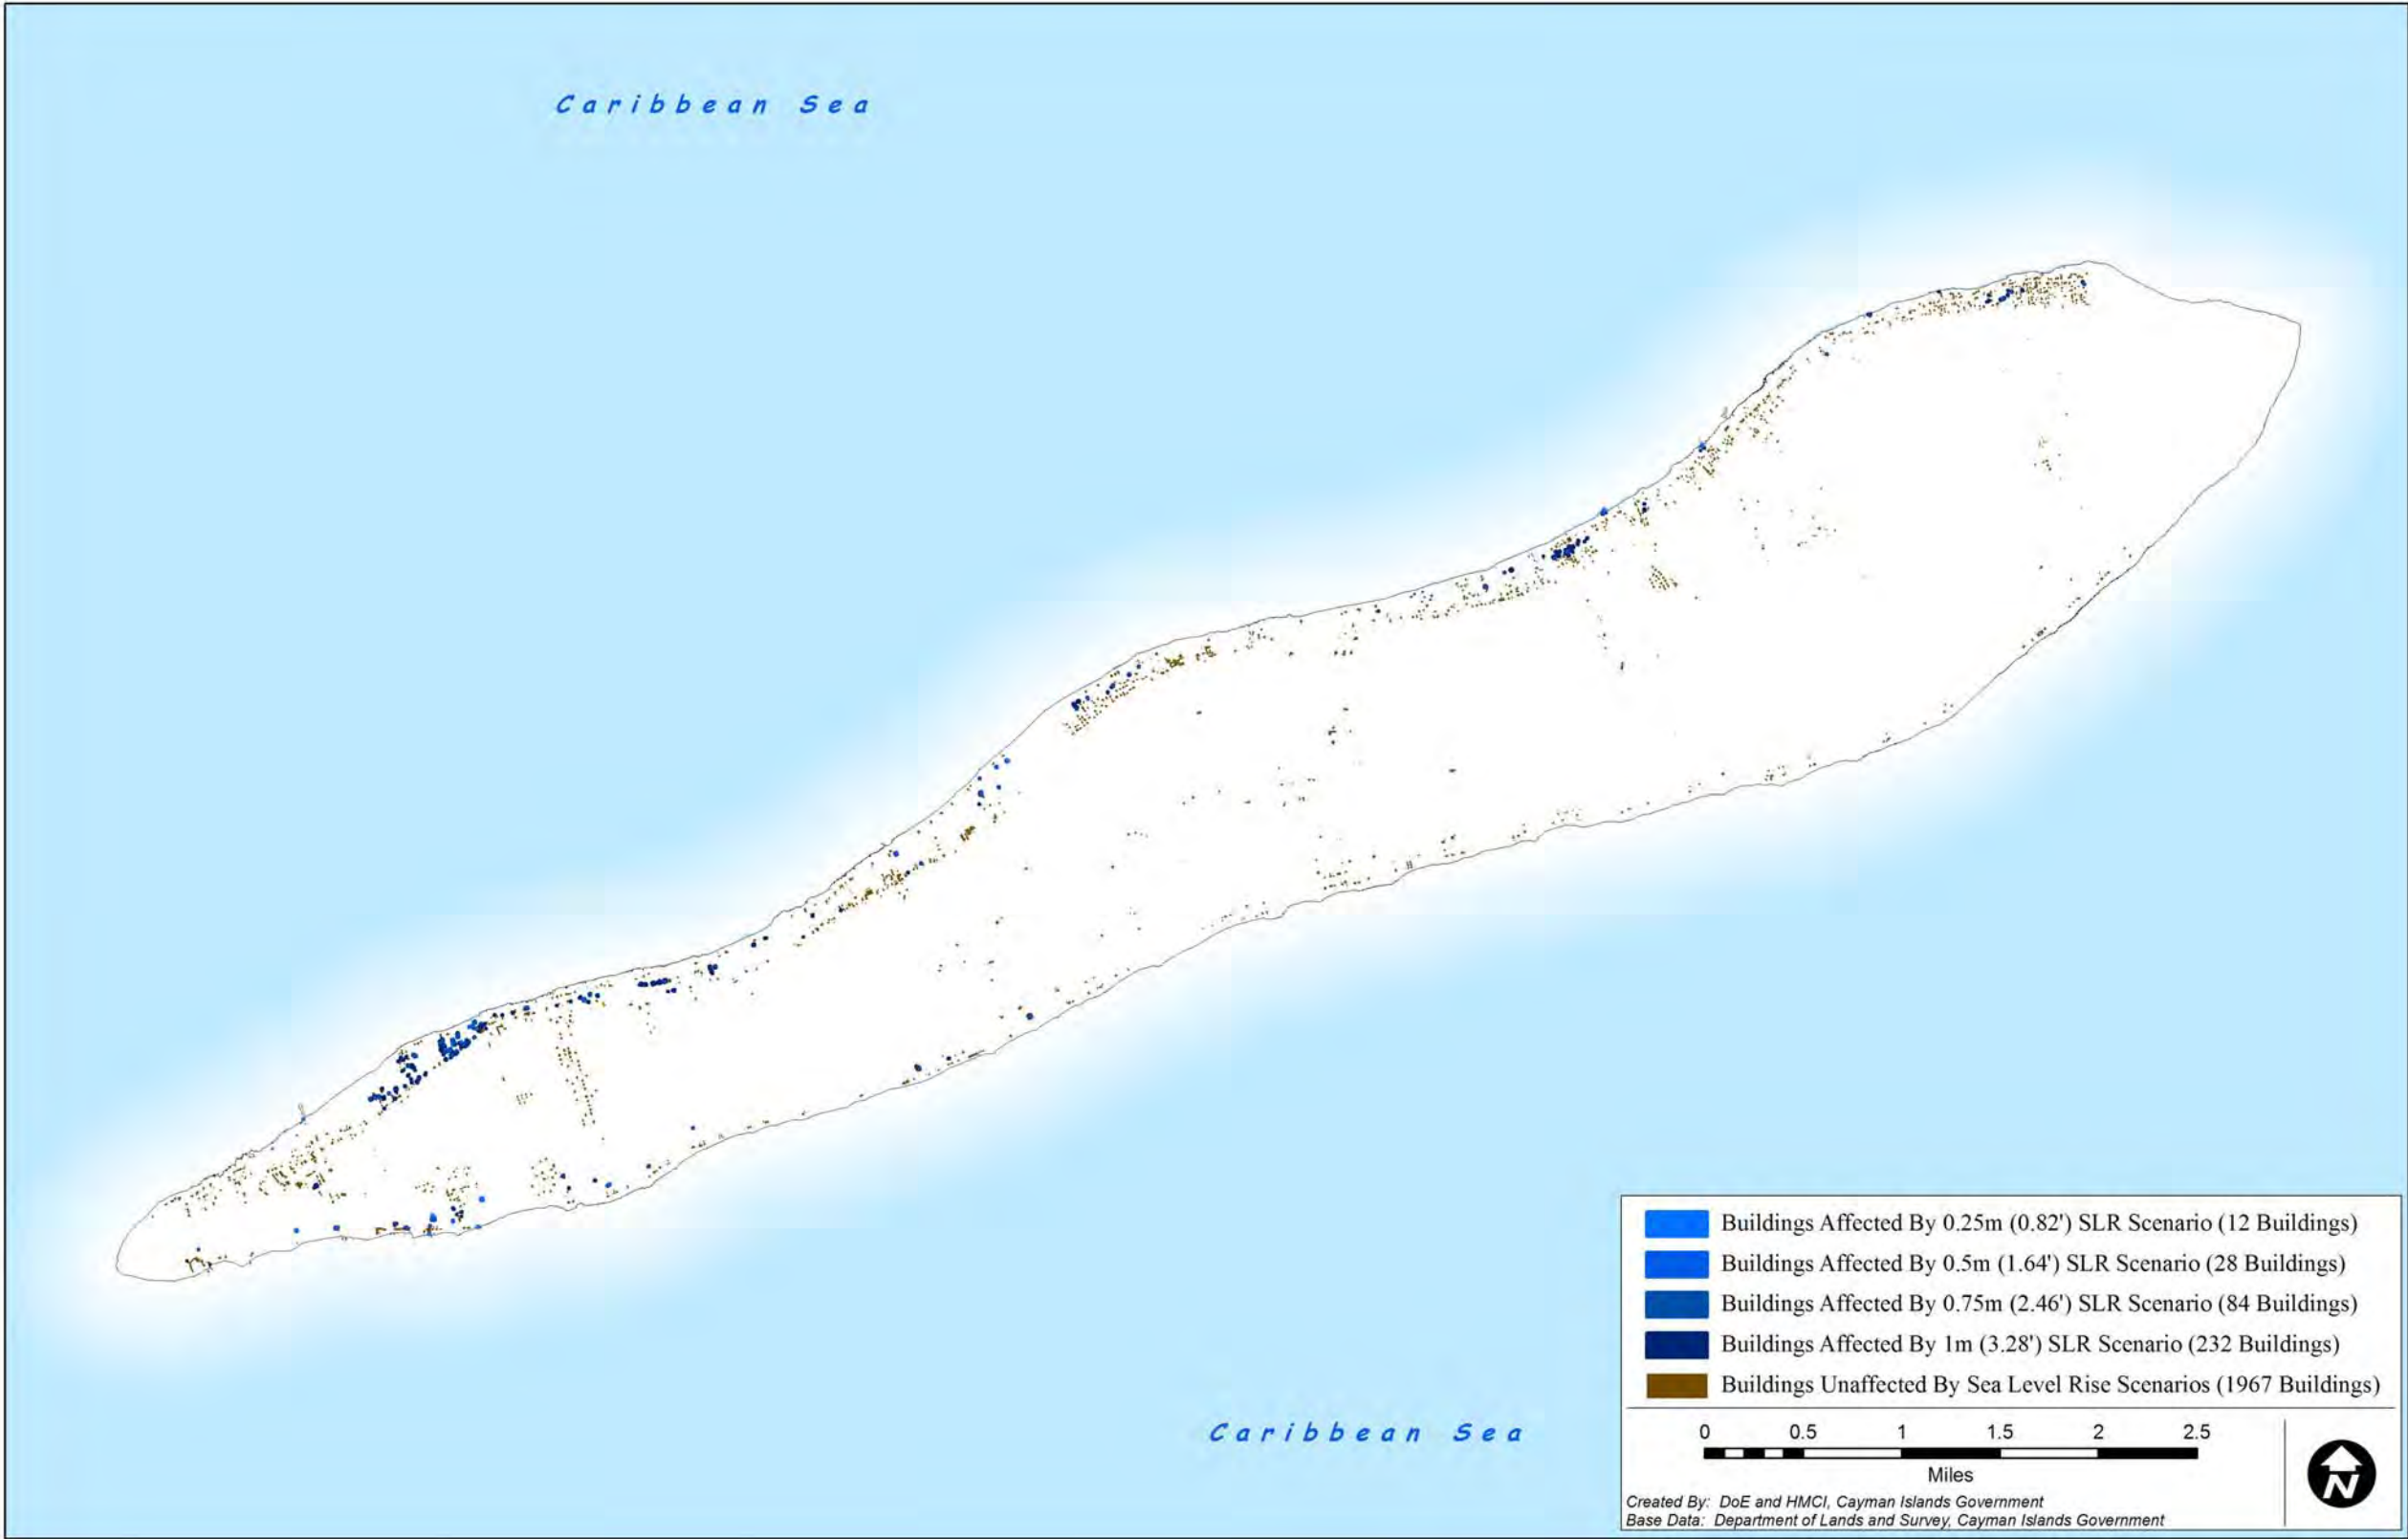 Caribbean Sea
Caribbean Sea
Buildings Affected By 0.25m (0.82') SLR Scenario (12 Buildings)
Buildings Affected By 0.5m (1.64') SLR Scenario (28 Buildings)
Buildings Affected By 0.75m (2.46') SLR Scenario (84 Buildings)
Buildings Affected By 1m (3.28') SLR Scenario (232 Buildings)
Buildings Unaffected By Sea Level Rise Scenarios (1967 Buildings)
0 0.5 1 1.5 2 2.5
Miles
N
Created By: DoE and HMCI, Cayman Islands Government
Base Data: Department of Lands and Survey, Cayman Islands Government